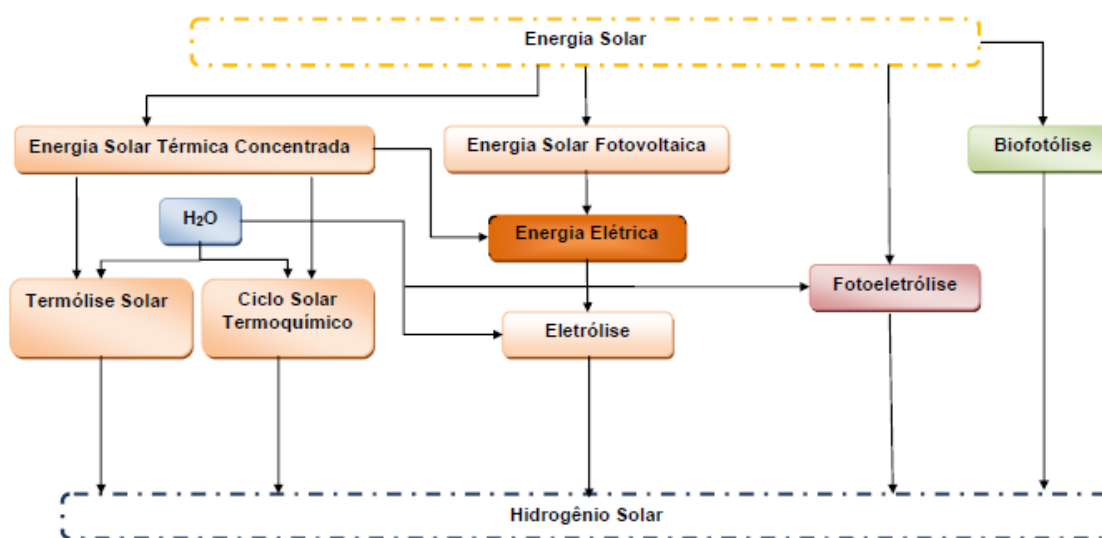 Energia Solar
Energia Solar Térmica Concentrada
Energia Solar Fotovoltaica
Biofotólise
H₂O
Energia Elétrica
Termólise Solar
Ciclo Solar
Termoquímico
Fotoeletrólise
Eletrólise
Hidrogênio Solar